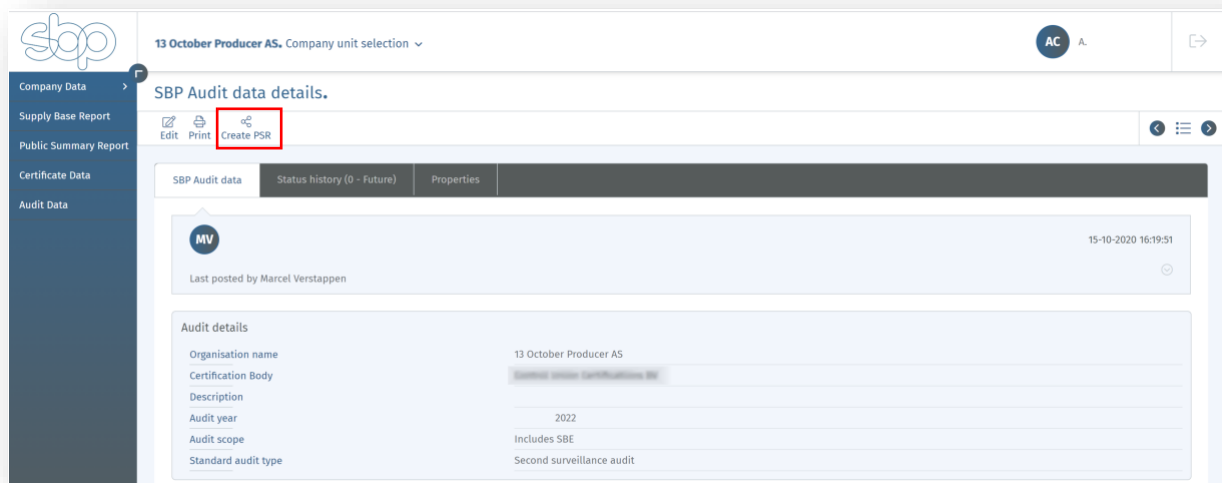 sbp
13 October Producer AS. Company unit selection
AC A.
Company Data
Supply Base Report
Public Summary Report
Certificate Data
Audit Data
SBP Audit data details.
Edit Print Create PSR
SBP Audit data Status history (0 - Future) Properties
MV
15-10-2020 16:19:51
Last posted by Marcel Verstappen
Audit details
Organisation name 13 October Producer AS
Certification Body
Description
Audit year 2022
Audit scope Includes SBE
Standard audit type Second surveillance audit